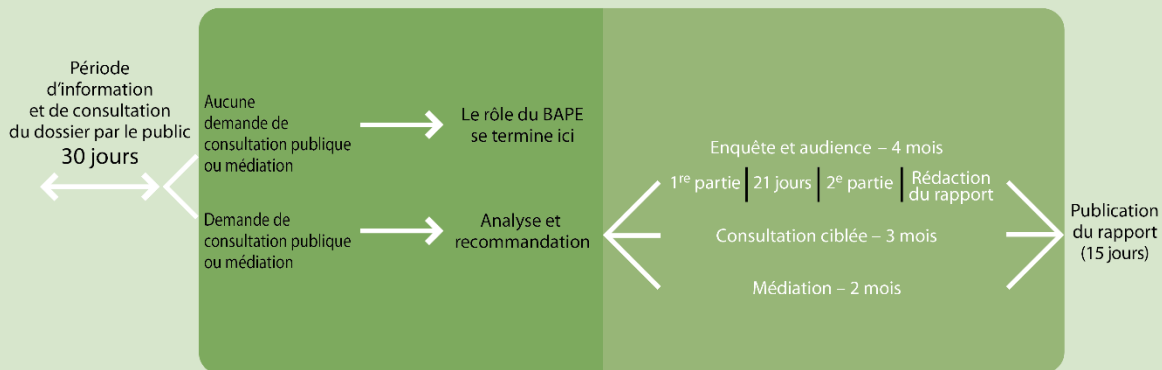 Période
d'information
et de consultation
du dossier par le public
30 jours
Aucune
demande de
consultation publique
ou médiation
Le rôle du BAPE
se termine ici
Demande de
consultation publique
ou médiation
Analyse et
recommandation
Enquête et audience – 4 mois
1re partie | 21 jours | 2e partie | Rédaction
du rapport
Consultation ciblée – 3 mois
Médiation – 2 mois
Publication
du rapport
(15 jours)